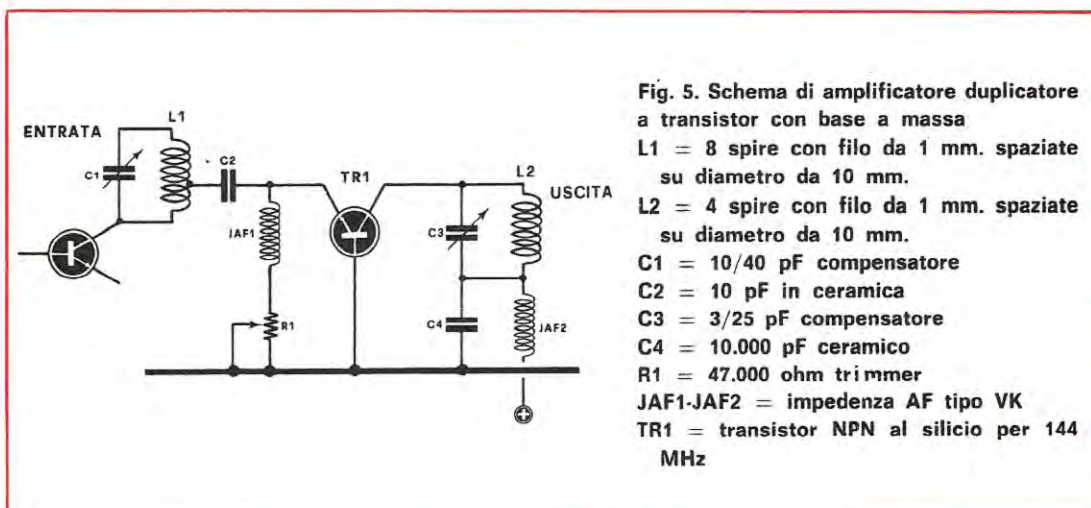 ENTRATA
L1
C1
C2
JAF1
R1
TR1
C3
C4
L2
USCITA
JAF2
Fig. 5. Schema di amplificatore duplicatore
a transistor con base a massa
L1 = 8 spire con filo da 1 mm. spaziate
su diametro da 10 mm.
L2 = 4 spire con filo da 1 mm. spaziate
su diametro da 10 mm.
C1 = 10/40 pF compensatore
C2 = 10 pF in ceramica
C3 = 3/25 pF compensatore
C4 = 10.000 pF ceramico
R1 = 47.000 ohm trimmer
JAF1-JAF2 = impedenza AF tipo VK
TR1 = transistor NPN al silicio per 144
MHz